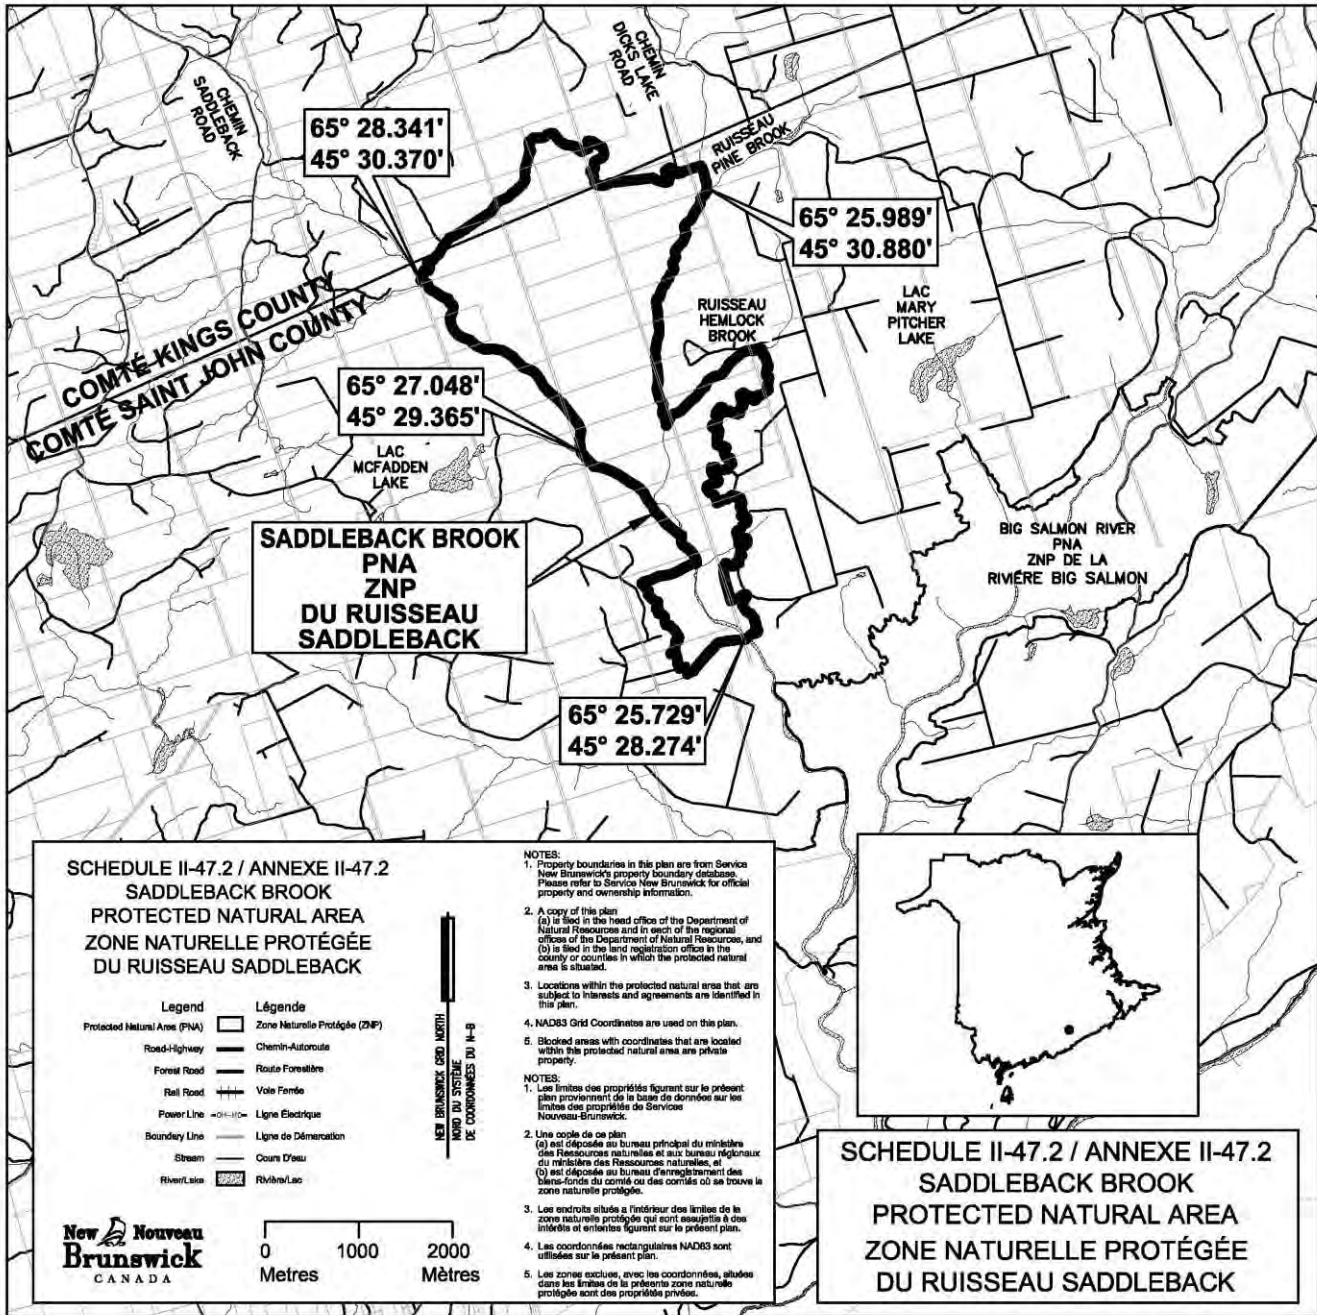 CHEMIN
SADDLEBACK
ROAD
CHEMIN
DICKS LAKE
ROAD
65° 28.341'
45° 30.370'
RUISSEAU
PINE BROOK
65° 25.989'
45° 30.880'
RUISSEAU
HEMLOCK
BROOK
LAC
MARY
PITCHER
LAKE
COMTÉ KINGS COUNTY
COMTÉ SAINT JOHN COUNTY
65° 27.048'
45° 29.365'
LAC
MCFADDEN
LAKE
SADDLEBACK BROOK
PNA
ZNP
DU RUISSEAU
SADDLEBACK
BIG SALMON RIVER
PNA
ZNP DE LA
RIVIÈRE BIG SALMON
65° 25.729'
45° 28.274'
SCHEDULE II-47.2 / ANNEXE II-47.2
SADDLEBACK BROOK
PROTECTED NATURAL AREA
ZONE NATURELLE PROTÉGÉE
DU RUISSEAU SADDLEBACK
Legend Légende
Protected Natural Area (PNA) Zone Naturelle Protégée (ZNP)
Road-Highway Chemin-Autoroute
Forest Road Route Forestière
Rail Road Voie Ferrée
Power Line Ligne Électrique
Boundary Line Ligne de Démarcation
Stream Cours D'eau
River/Lake Rivière/Lac
NEW BRUNSWICK GRID NORTH
NORD DU SYSTÈME
DE COORDONNÉES DU N-B
New Nouveau
Brunswick
CANADA
0 1000 2000
Metres Mètres
NOTES:
1. Property boundaries in this plan are from Service
New Brunswick's property boundary database.
Please refer to Service New Brunswick for official
property and ownership information.
2. A copy of this plan
(a) is filed in the head office of the Department of
Natural Resources and in each of the regional
offices of the Department of Natural Resources, and
(b) is filed in the land registration office in the
county or counties in which the protected natural
area is situated.
3. Locations within the protected natural area that are
subject to interests and agreements are identified in
this plan.
4. NAD83 Grid Coordinates are used on this plan.
5. Blocked areas with coordinates that are located
within this protected natural area are private
property.
NOTES:
1. Les limites des propriétés figurant sur le présent
plan proviennent de la base de données sur les
limites des propriétés de Services
Nouveau-Brunswick.
2. Une copie de ce plan
(a) est déposée au bureau principal du ministère
des Ressources naturelles et aux bureau régionaux
du ministère des Ressources naturelles, et
(b) est déposée au bureau d'enregistrement des
biens-fonds du comté ou des comtés où se trouve la
zone naturelle protégée.
3. Les endroits situés a l'intérieur des limites de la
zone naturelle protégée qui sont assujettis à des
intérêts et ententes figurent sur le présent plan.
4. Les coordonnées rectangulaires NAD83 sont
utilisées sur le présent plan.
5. Les zones exclues, avec les coordonnées, situées
dans les limites de la présente zone naturelle
protégée sont des propriétés privées.
SCHEDULE II-47.2 / ANNEXE II-47.2
SADDLEBACK BROOK
PROTECTED NATURAL AREA
ZONE NATURELLE PROTÉGÉE
DU RUISSEAU SADDLEBACK